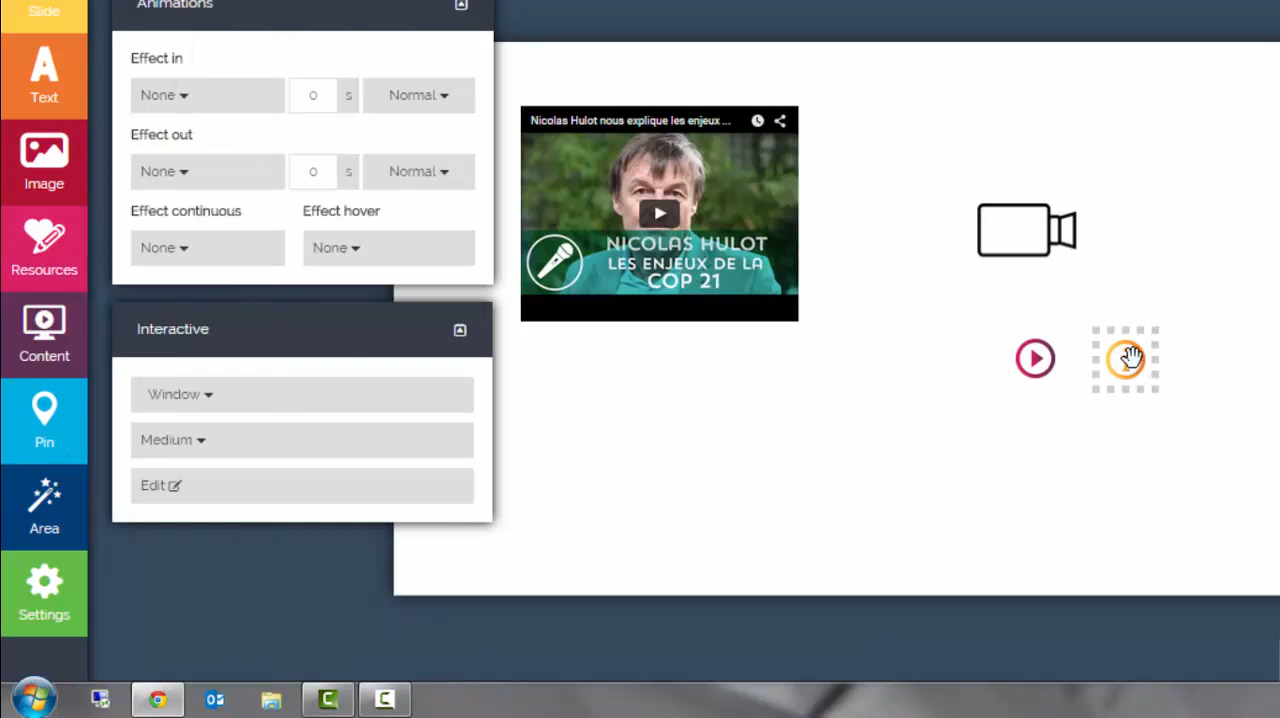 Slide
Text
Image
Resources
Content
Pin
Area
Settings
Animations
Effect in
None 0 s Normal
Effect out
None 0 s Normal
Effect continuous Effect hover
None None
Interactive
Window
Medium
Edit
Nicolas Hulot nous explique les enjeux ...
NICOLAS HULOT
LES ENJEUX DE LA
COP 21